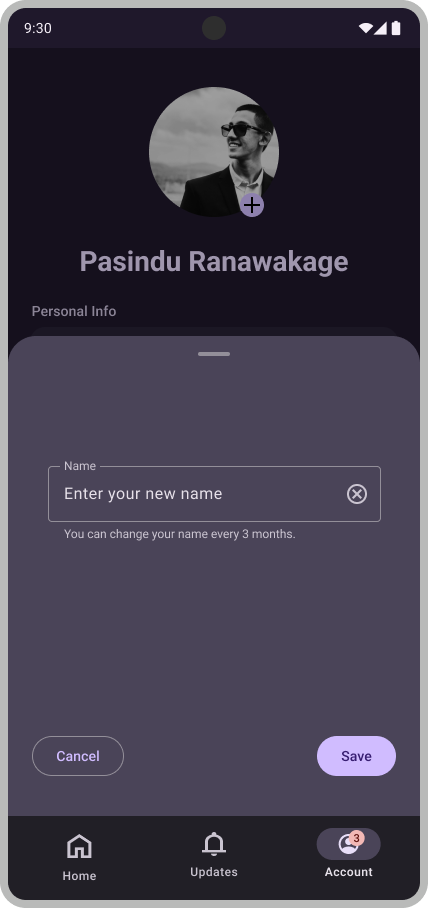 9:30
Pasindu Ranawakage
Personal Info
Name
Enter your new name
You can change your name every 3 months.
Cancel
Save
3
Home
Updates
Account